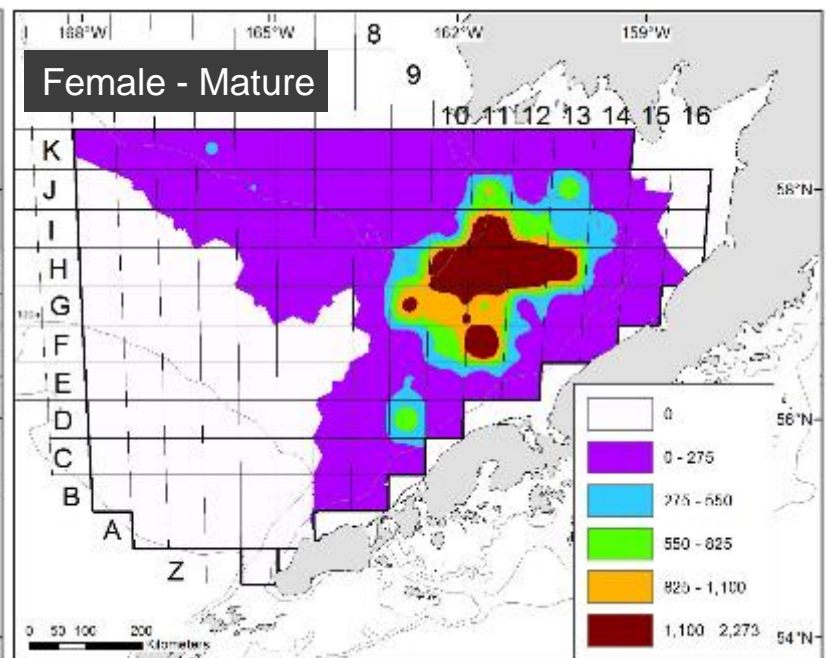 168°W 165°W 8 162°W 159°W
9
Female - Mature
10 11 12 13 14 15 16
K
J 58°N
I
H
G
F
E
D 56°N
C
B
A
Z
0
0 - 275
275 - 550
550 - 825
825 - 1,100
1,100 2,273
54°N
0 50 100 200
Kilometers